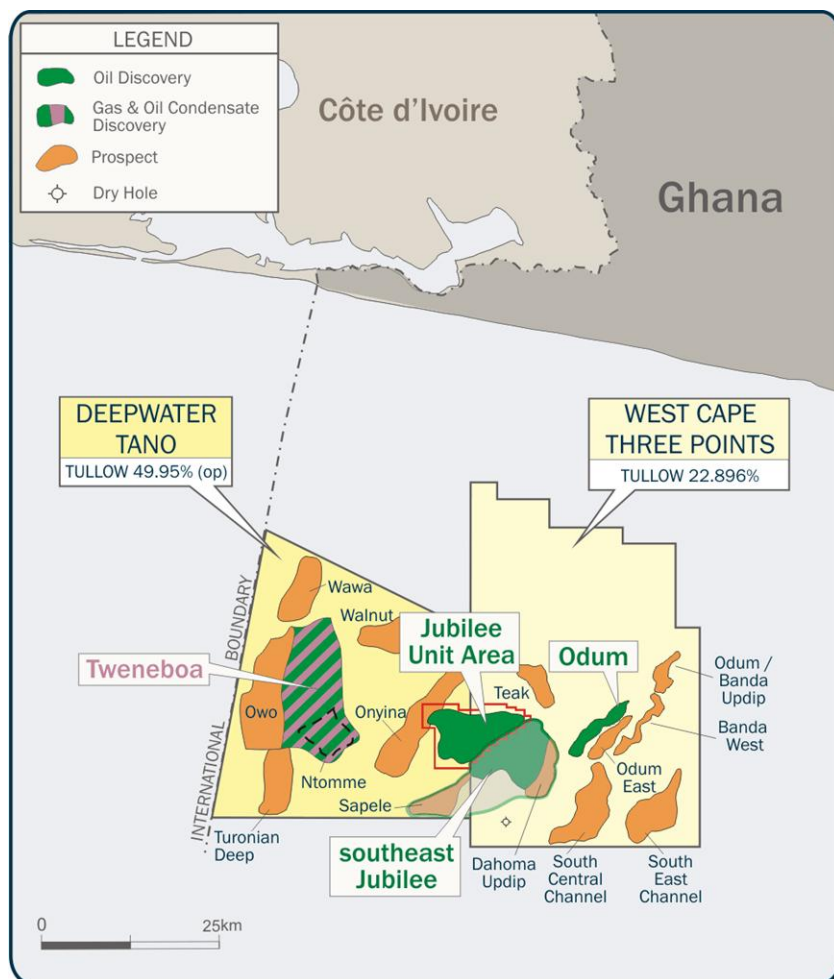 LEGEND
Oil Discovery
Gas & Oil Condensate
Discovery
Prospect
Dry Hole
Côte d'Ivoire
Ghana
DEEPWATER
TANO
TULLOW 49.95% (op)
WEST CAPE
THREE POINTS
TULLOW 22.896%
INTERNATIONAL BOUNDARY
Wawa
Walnut
Jubilee
Unit Area
Odum
Tweneboa
Odum /
Banda
Updip
Teak
Owo
Onyina
Banda
West
Ntomme
Odum
East
Sapele
Turonian
Deep
southeast
Jubilee
Dahoma
Updip
South
Central
Channel
South
East
Channel
0 25km